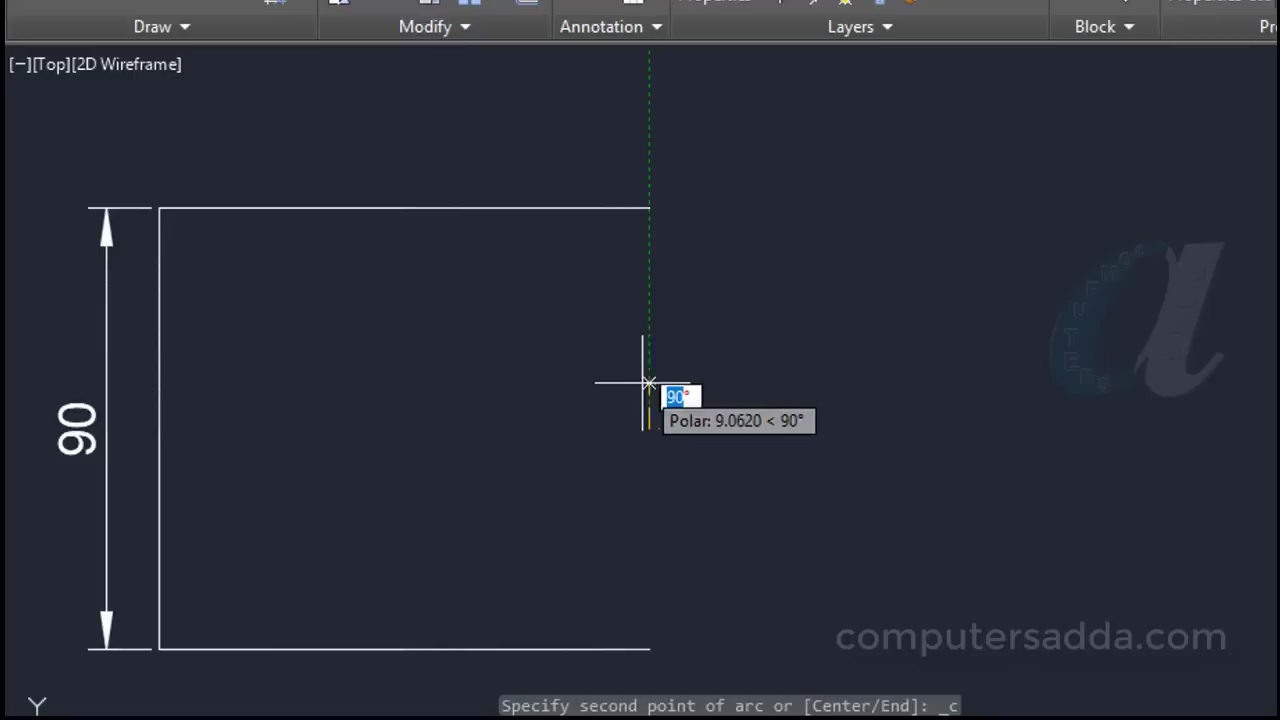 Properties
Draw Modify Annotation Layers Block
[−][Top][2D Wireframe]
90
90°
Polar: 9.0620 < 90°
computersadda.com
Specify second point of arc or [Center/End]: _c
Y